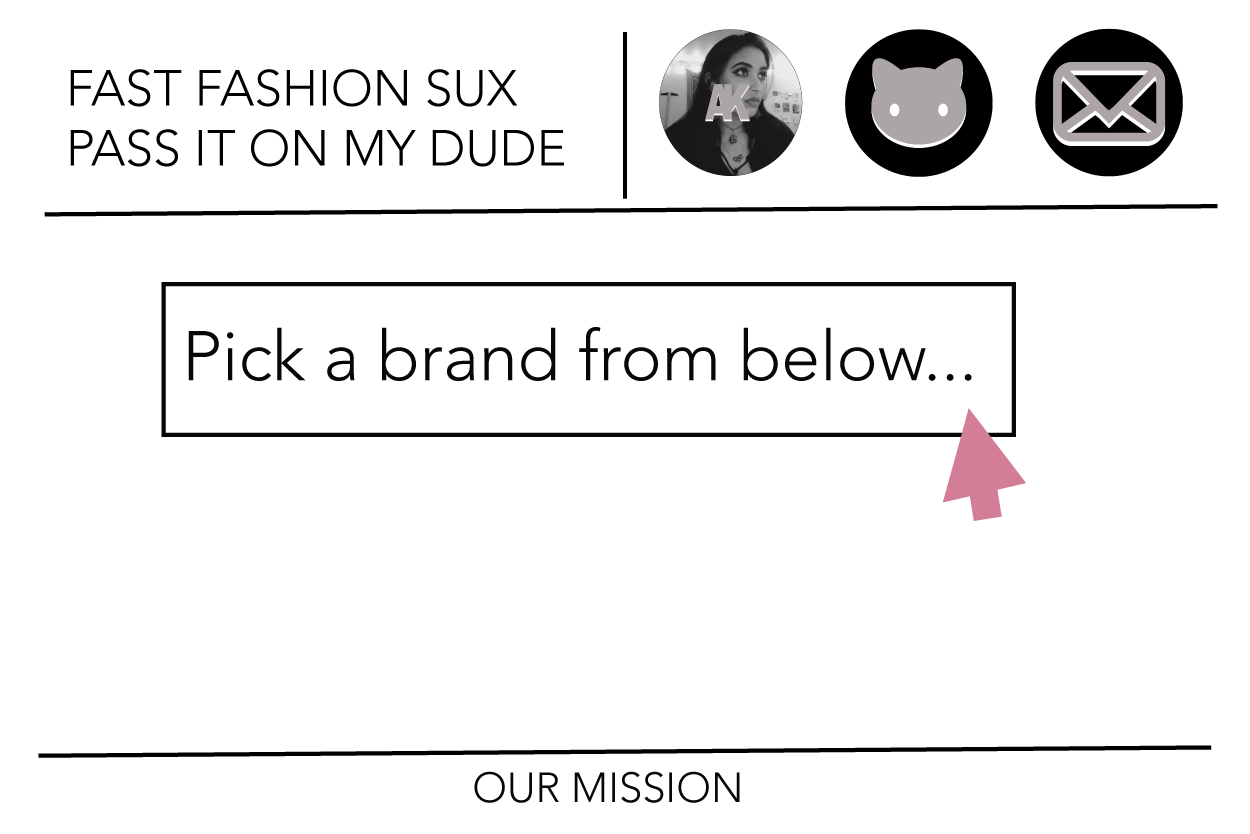 FAST FASHION SUX
PASS IT ON MY DUDE
AK
Pick a brand from below...
OUR MISSION